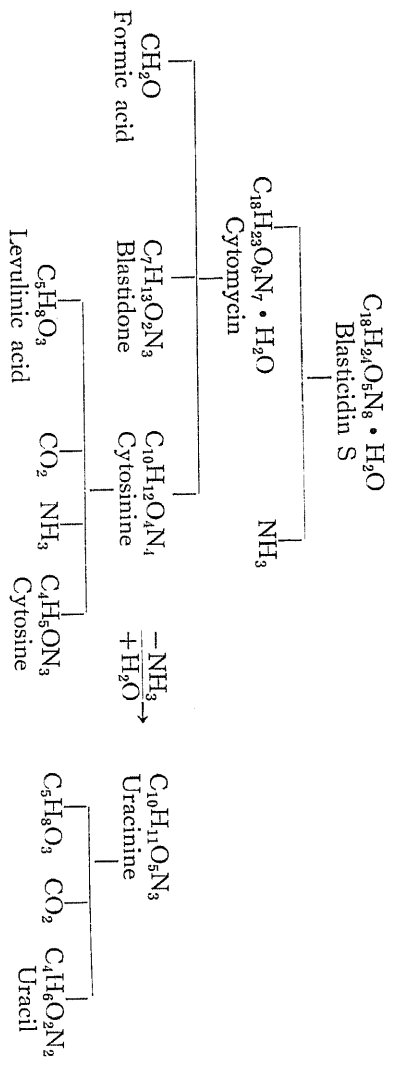 C₁₈H₂₄O₅N₈ • H₂O
Blasticidin S
C₁₈H₂₃O₆N₇ • H₂O
Cytomycin
NH₃
CH₂O
Formic acid
C₇H₁₃O₂N₃
Blastidone
C₁₀H₁₂O₄N₄
Cytosinine
−NH₃
+H₂O
C₁₀H₁₁O₅N₃
Uracinine
C₅H₈O₃
Levulinic acid
CO₂
NH₃
C₄H₅ON₃
Cytosine
C₅H₈O₃
CO₂
C₄H₆O₂N₂
Uracil